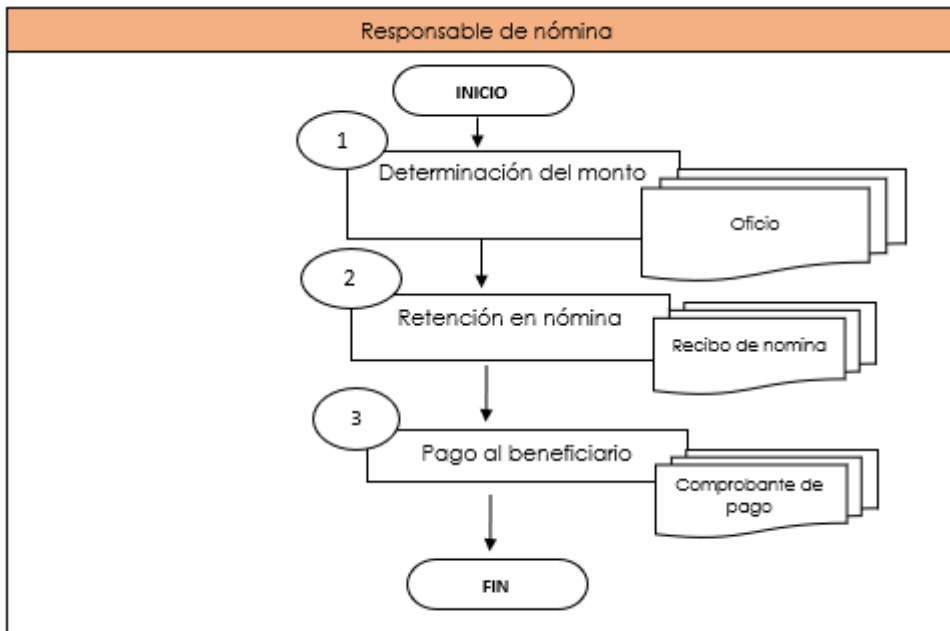 Responsable de nómina
INICIO
1
Determinación del monto
Oficio
2
Retención en nómina
Recibo de nomina
3
Pago al beneficiario
Comprobante de
pago
FIN